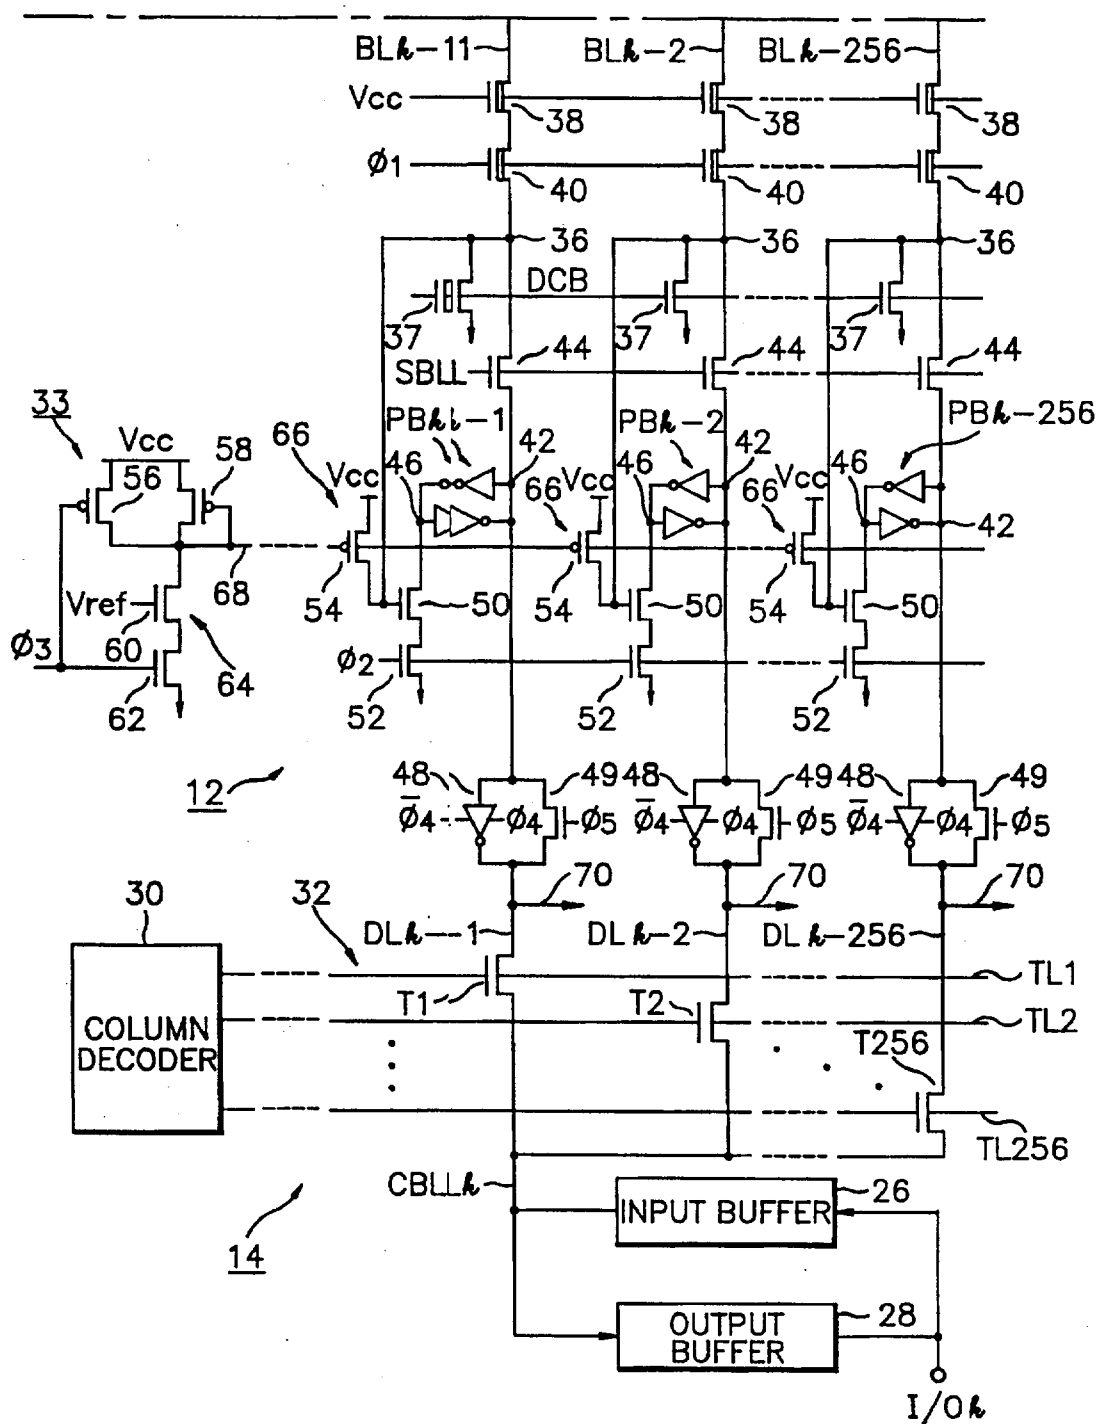 BLk-11 BLk-2 BLk-256
Vcc 38 38 38
ø1 40 40 40
36 36 36
DCB
37 37 37
SBLL 44 44 44
33 Vcc 58 56
66 PBkl-1 PBk-2 PBk-256
Vcc 46 42 66 Vcc 46 42 66 Vcc 46 42
68 54 50 54 50 54 50
Vref 60
ø3 62 64
ø2 52 52 52
12
48 49 48 49 48 49
ø̅4 ø4 ø5 ø̅4 ø4 ø5 ø̅4 ø4 ø5
70 70 70
30 32
DLk--1 DLk-2 DLk-256
COLUMN
DECODER
T1 TL1
T2 TL2
T256
TL256
CBLLk
14
26
INPUT BUFFER
28
OUTPUT
BUFFER
I/Ok